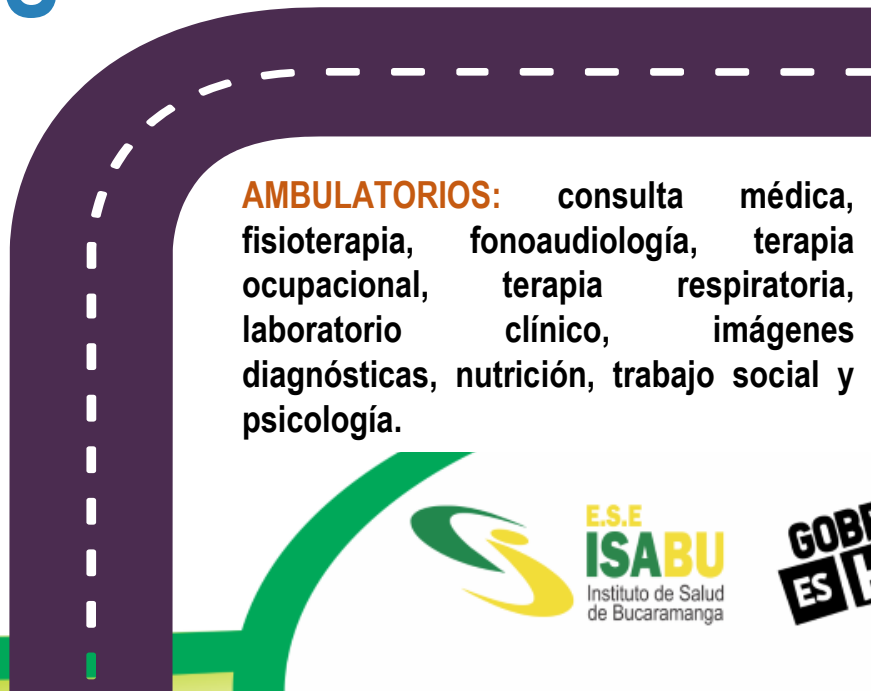 AMBULATORIOS: consulta médica,
fisioterapia, fonoaudiología, terapia
ocupacional, terapia respiratoria,
laboratorio clínico, imágenes
diagnósticas, nutrición, trabajo social y
psicología.
E.S.E
ISABU
Instituto de Salud
de Bucaramanga
ES